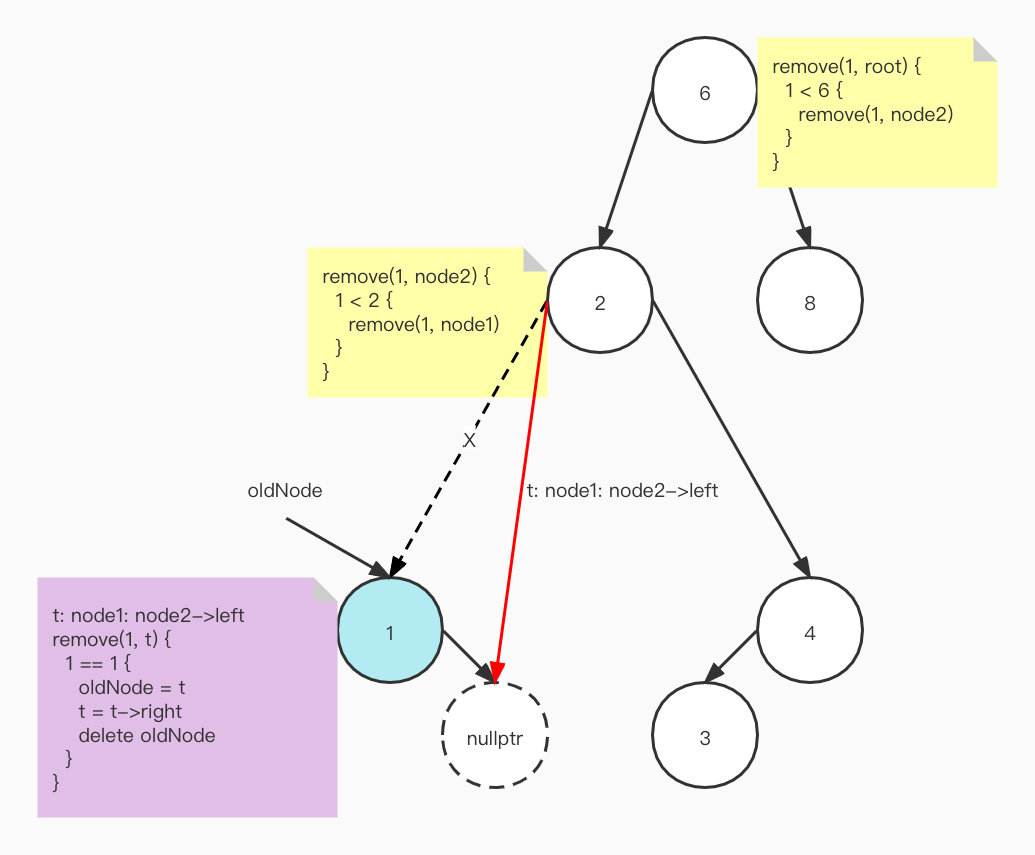 6
remove(1, root) {
1 < 6 {
remove(1, node2)
}
}
remove(1, node2) {
1 < 2 {
remove(1, node1)
}
}
2
8
X
oldNode
t: node1: node2->left
t: node1: node2->left
remove(1, t) {
1 == 1 {
oldNode = t
t = t->right
delete oldNode
}
}
1
4
nullptr
3